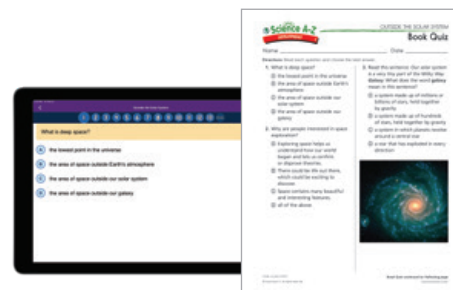 What is deep space?
A the lowest point in the universe
B the area of space outside Earth's atmosphere
C the area of space outside our solar system
D the area of space outside our galaxy
Science A-Z
OUTSIDE THE SOLAR SYSTEM
Book Quiz
Name
Date
1. What is deep space?
A the lowest point in the universe
B the area of space outside Earth's
atmosphere
C the area of space outside our
solar system
D the area of space outside our
galaxy
2. Why are people interested in space
exploration?
A Exploring space helps us
understand how our world
began and lets us confirm
or disprove theories.
B There could be life out there,
which could be exciting to
discover.
C Space contains many beautiful
and interesting features.
D all of the above
3. Read this sentence: Our solar system
is a very tiny part of the Milky Way
Galaxy. What does the word galaxy
mean in this sentence?
A a system made up of millions or
billions of stars, held together
by gravity
B a system made up of hundreds
of stars, held together by gravity
C a system in which planets revolve
around a central star
D a star that has exploded in every
direction